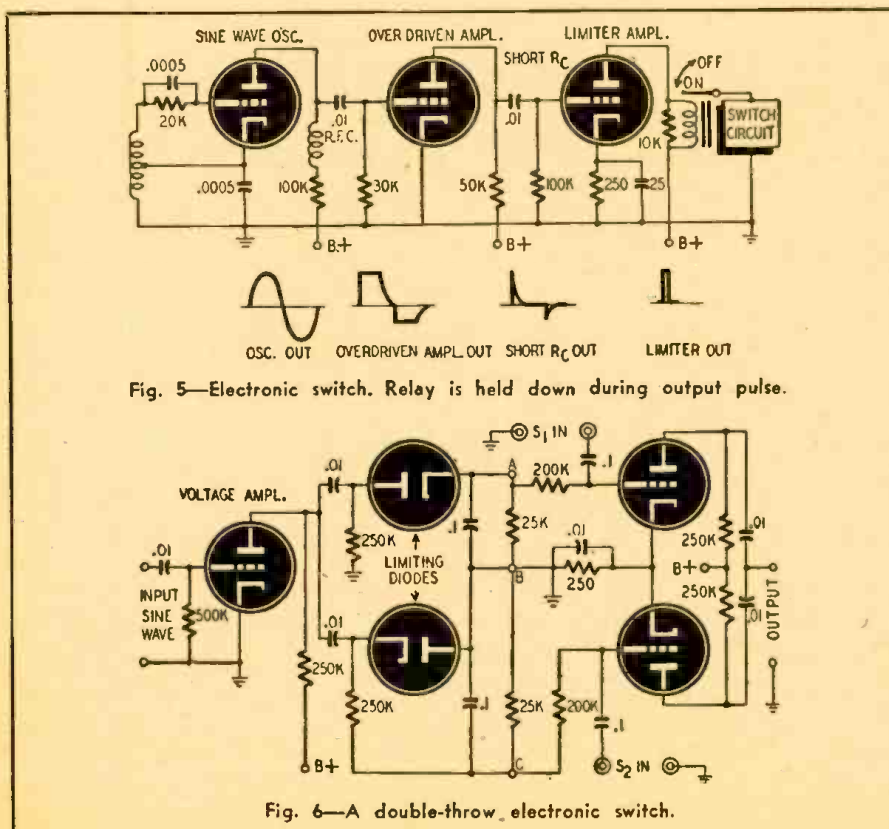 SINE WAVE OSC.
OVER DRIVEN AMPL.
LIMITER AMPL.
.0005
20K
.0005
.01
R.F.C.
100K
30K
B+
SHORT RC
.01
50K
100K
B+
250
25
OFF
ON
10K
SWITCH
CIRCUIT
B+
OSC. OUT
OVERDRIVEN AMPL. OUT
SHORT RC OUT
LIMITER OUT
Fig. 5—Electronic switch. Relay is held down during output pulse.
VOLTAGE AMPL.
.01
INPUT
SINE
WAVE
500K
250K
B+
.01
250K
LIMITING
DIODES
.01
250K
.1
.1
A
25K
B
25K
C
S1 IN
200K
.1
.01
250
200K
.1
S2 IN
250K
B+
250K
.01
.01
OUTPUT
Fig. 6—A double-throw electronic switch.